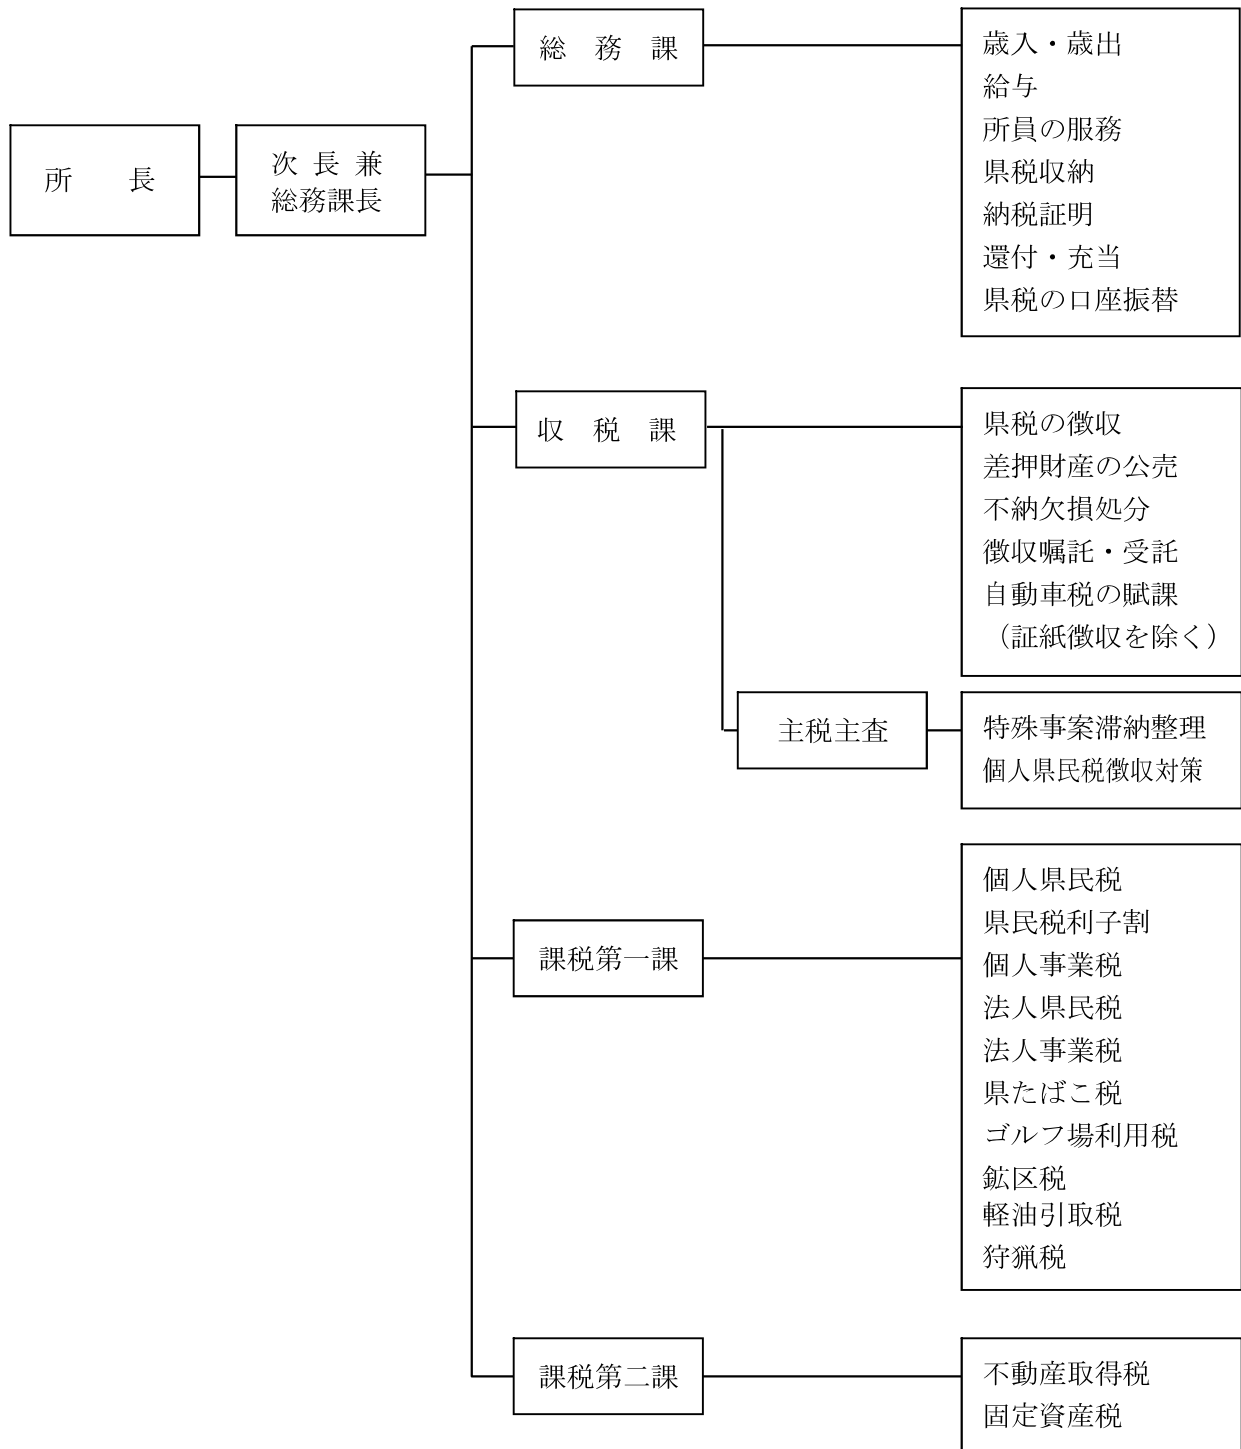 所　　長
次 長 兼
総務課長
総　務　課
歳入・歳出
給与
所員の服務
県税収納
納税証明
還付・充当
県税の口座振替
収　税　課
県税の徴収
差押財産の公売
不納欠損処分
徴収嘱託・受託
自動車税の賦課
（証紙徴収を除く）
主税主査
特殊事案滞納整理
個人県民税徴収対策
課税第一課
個人県民税
県民税利子割
個人事業税
法人県民税
法人事業税
県たばこ税
ゴルフ場利用税
鉱区税
軽油引取税
狩猟税
課税第二課
不動産取得税
固定資産税